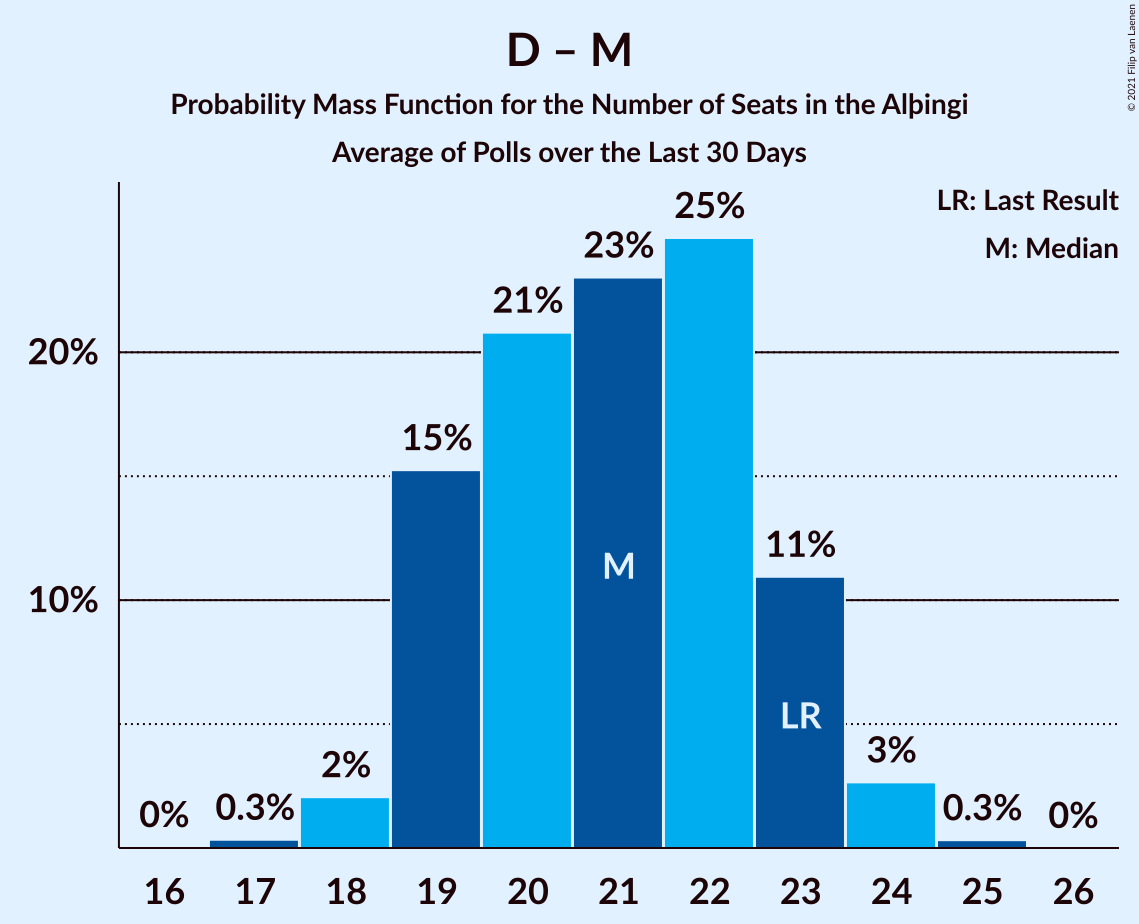 D – M
Probability Mass Function for the Number of Seats in the Alþingi
Average of Polls over the Last 30 Days
© 2021 Filip van Laenen
LR: Last Result
M: Median
20%
10%
0%
0.3%
2%
15%
21%
23%
25%
11%
3%
0.3%
0%
M
LR
16 17 18 19 20 21 22 23 24 25 26